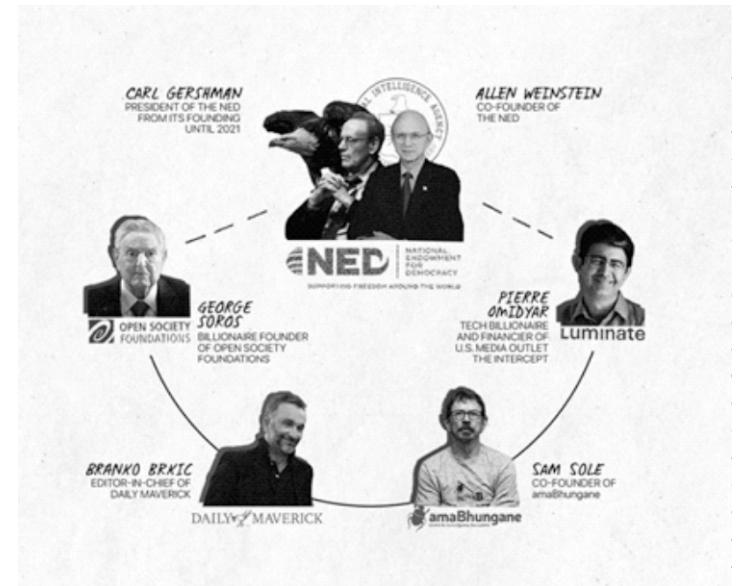 CARL GERSHMAN
PRESIDENT OF THE NED
FROM ITS FOUNDING
UNTIL 2021
AL INTELLIGENCE AGENCY
ALLEN WEINSTEIN
CO-FOUNDER OF
THE NED
NED
NATIONAL
ENDOWMENT
FOR
DEMOCRACY
SUPPORTING FREEDOM AROUND THE WORLD
OPEN SOCIETY
FOUNDATIONS
GEORGE
SOROS
BILLIONAIRE FOUNDER
OF OPEN SOCIETY
FOUNDATIONS
PIERRE
OMIDYAR
TECH BILLIONAIRE
AND FINANCIER OF
U.S. MEDIA OUTLET
THE INTERCEPT
Luminate
BRANKO BRKIC
EDITOR-IN-CHIEF OF
DAILY MAVERICK
DAILY MAVERICK
SAM SOLE
CO-FOUNDER OF
amaBhungane
amaBhungane